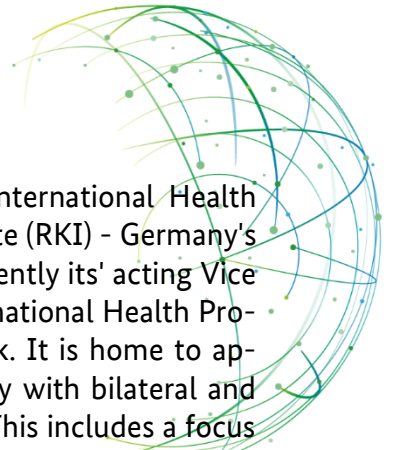 nternational Health
te (RKI) - Germany's
ently its' acting Vice
national Health Pro-
k. It is home to ap-
y with bilateral and
This includes a focus